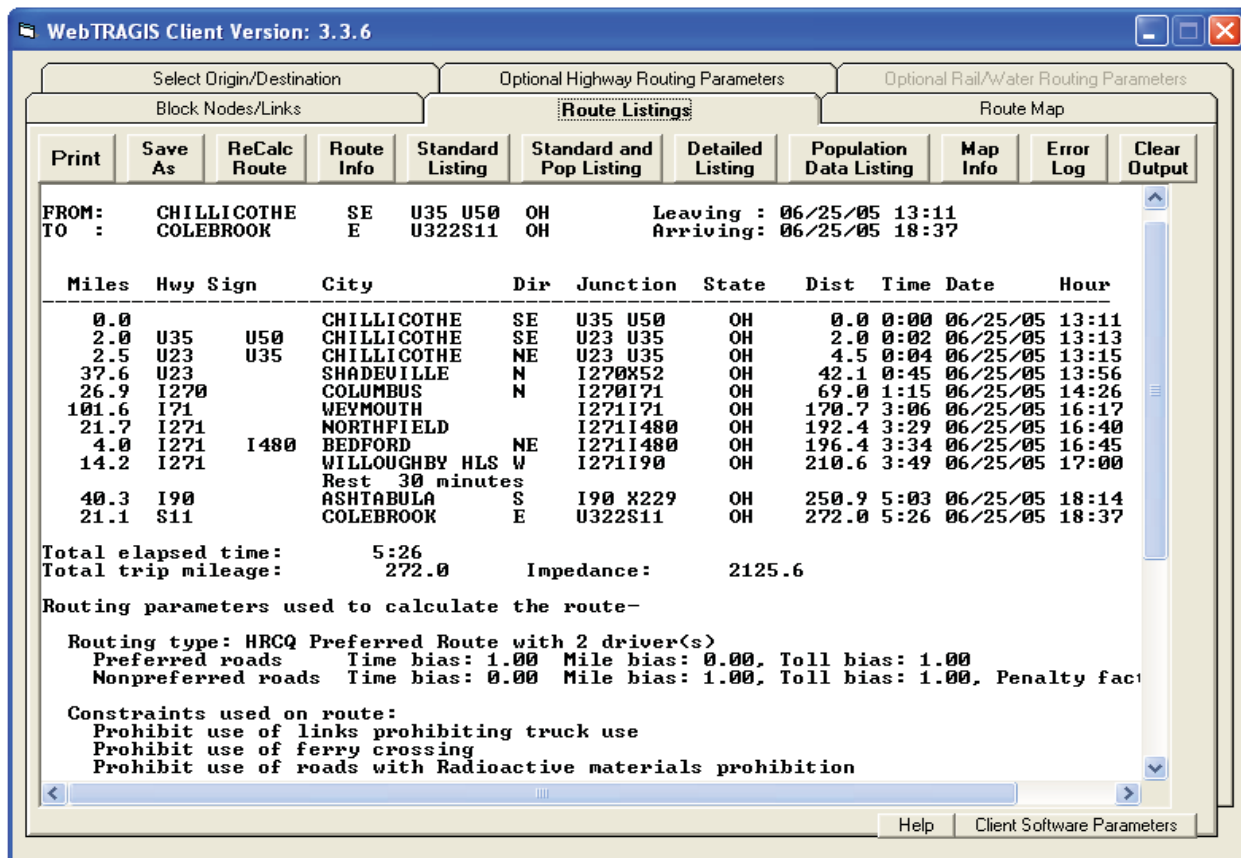 WebTRAGIS Client Version: 3.3.6
Select Origin/Destination Optional Highway Routing Parameters Optional Rail/Water Routing Parameters
Block Nodes/Links Route Listings Route Map
Print Save As ReCalc Route Route Info Standard Listing Standard and Pop Listing Detailed Listing Population Data Listing Map Info Error Log Clear Output
FROM: CHILLICOTHE SE U35 U50 OH Leaving : 06/25/05 13:11
TO : COLEBROOK E U322S11 OH Arriving: 06/25/05 18:37
Miles Hwy Sign City Dir Junction State Dist Time Date Hour
0.0 CHILLICOTHE SE U35 U50 OH 0.0 0:00 06/25/05 13:11
2.0 U35 U50 CHILLICOTHE SE U23 U35 OH 2.0 0:02 06/25/05 13:13
2.5 U23 U35 CHILLICOTHE NE U23 U35 OH 4.5 0:04 06/25/05 13:15
37.6 U23 SHADEVILLE N I270X52 OH 42.1 0:45 06/25/05 13:56
26.9 I270 COLUMBUS N I270I71 OH 69.0 1:15 06/25/05 14:26
101.6 I71 WEYMOUTH I271I71 OH 170.7 3:06 06/25/05 16:17
21.7 I271 NORTHFIELD I271I480 OH 192.4 3:29 06/25/05 16:40
4.0 I271 I480 BEDFORD NE I271I480 OH 196.4 3:34 06/25/05 16:45
14.2 I271 WILLOUGHBY HLS W I271I90 OH 210.6 3:49 06/25/05 17:00
Rest 30 minutes
40.3 I90 ASHTABULA S I90 X229 OH 250.9 5:03 06/25/05 18:14
21.1 S11 COLEBROOK E U322S11 OH 272.0 5:26 06/25/05 18:37
Total elapsed time: 5:26
Total trip mileage: 272.0 Impedance: 2125.6
Routing parameters used to calculate the route-
Routing type: HRCQ Preferred Route with 2 driver(s)
Preferred roads Time bias: 1.00 Mile bias: 0.00, Toll bias: 1.00
Nonpreferred roads Time bias: 0.00 Mile bias: 1.00, Toll bias: 1.00, Penalty fact
Constraints used on route:
Prohibit use of links prohibiting truck use
Prohibit use of ferry crossing
Prohibit use of roads with Radioactive materials prohibition
Help Client Software Parameters